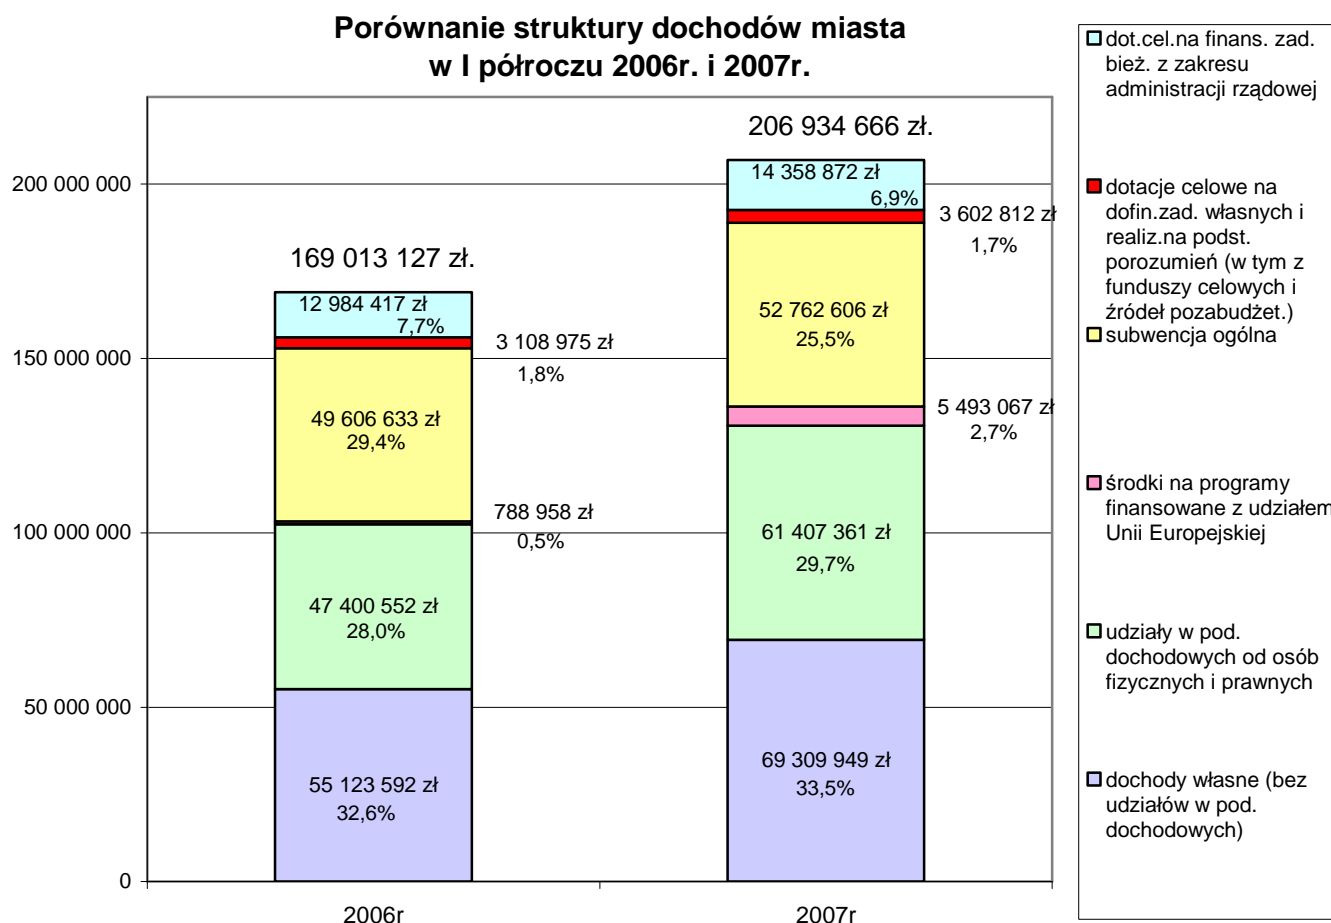 Porównanie struktury dochodów miasta
w I półroczu 2006r. i 2007r.
200 000 000
150 000 000
100 000 000
50 000 000
0
169 013 127 zł.
12 984 417 zł
7,7%
3 108 975 zł
1,8%
49 606 633 zł
29,4%
788 958 zł
0,5%
47 400 552 zł
28,0%
55 123 592 zł
32,6%
2006r
206 934 666 zł.
14 358 872 zł
6,9%
3 602 812 zł
1,7%
52 762 606 zł
25,5%
5 493 067 zł
2,7%
61 407 361 zł
29,7%
69 309 949 zł
33,5%
2007r
dot.cel.na finans. zad.
bież. z zakresu
administracji rządowej
dotacje celowe na
dofin.zad. własnych i
realiz.na podst.
porozumień (w tym z
funduszy celowych i
źródeł pozabudżet.)
subwencja ogólna
środki na programy
finansowane z udziałem
Unii Europejskiej
udziały w pod.
dochodowych od osób
fizycznych i prawnych
dochody własne (bez
udziałów w pod.
dochodowych)